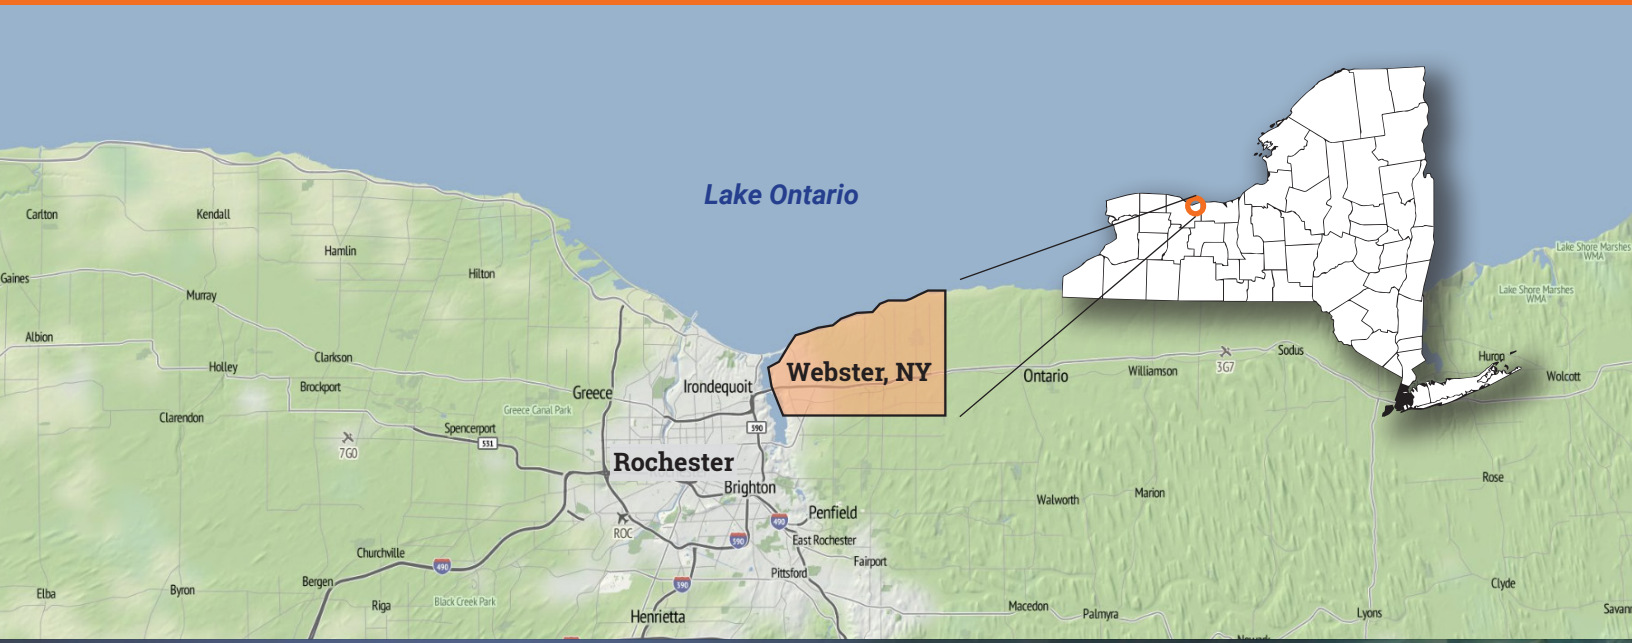 Lake Ontario
Carlton
Kendall
Hamlin
Hilton
Gaines
Murray
Lake Shore Marshes
WMA
Lake Shore Marshes
WMA
Albion
Holley
Clarkson
Brockport
Greece
Irondequoit
Webster, NY
Ontario
Williamson
3G7
Sodus
Huron
Wolcott
Clarendon
Greece Canal Park
Spencerport
531
590
7G0
Rochester
Brighton
Walworth
Marion
Rose
ROC
490
Penfield
390
East Rochester
Fairport
Churchville
490
Pittsford
Bergen
590
Elba
Byron
Riga
Black Creek Park
Henrietta
Macedon
Palmyra
Lyons
Clyde